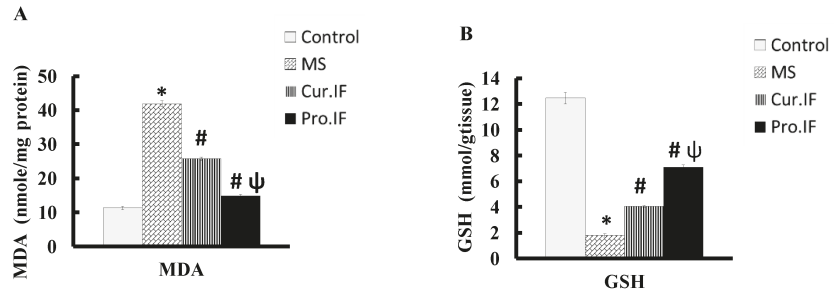 A
Control
MS
Cur.IF
Pro.IF
MDA (nmole/mg protein)
50
40
30
20
10
0
*
#
# ψ
MDA
B
Control
MS
Cur.IF
Pro.IF
GSH (mmol/gtissue)
14
12
10
8
6
4
2
0
*
#
# ψ
GSH